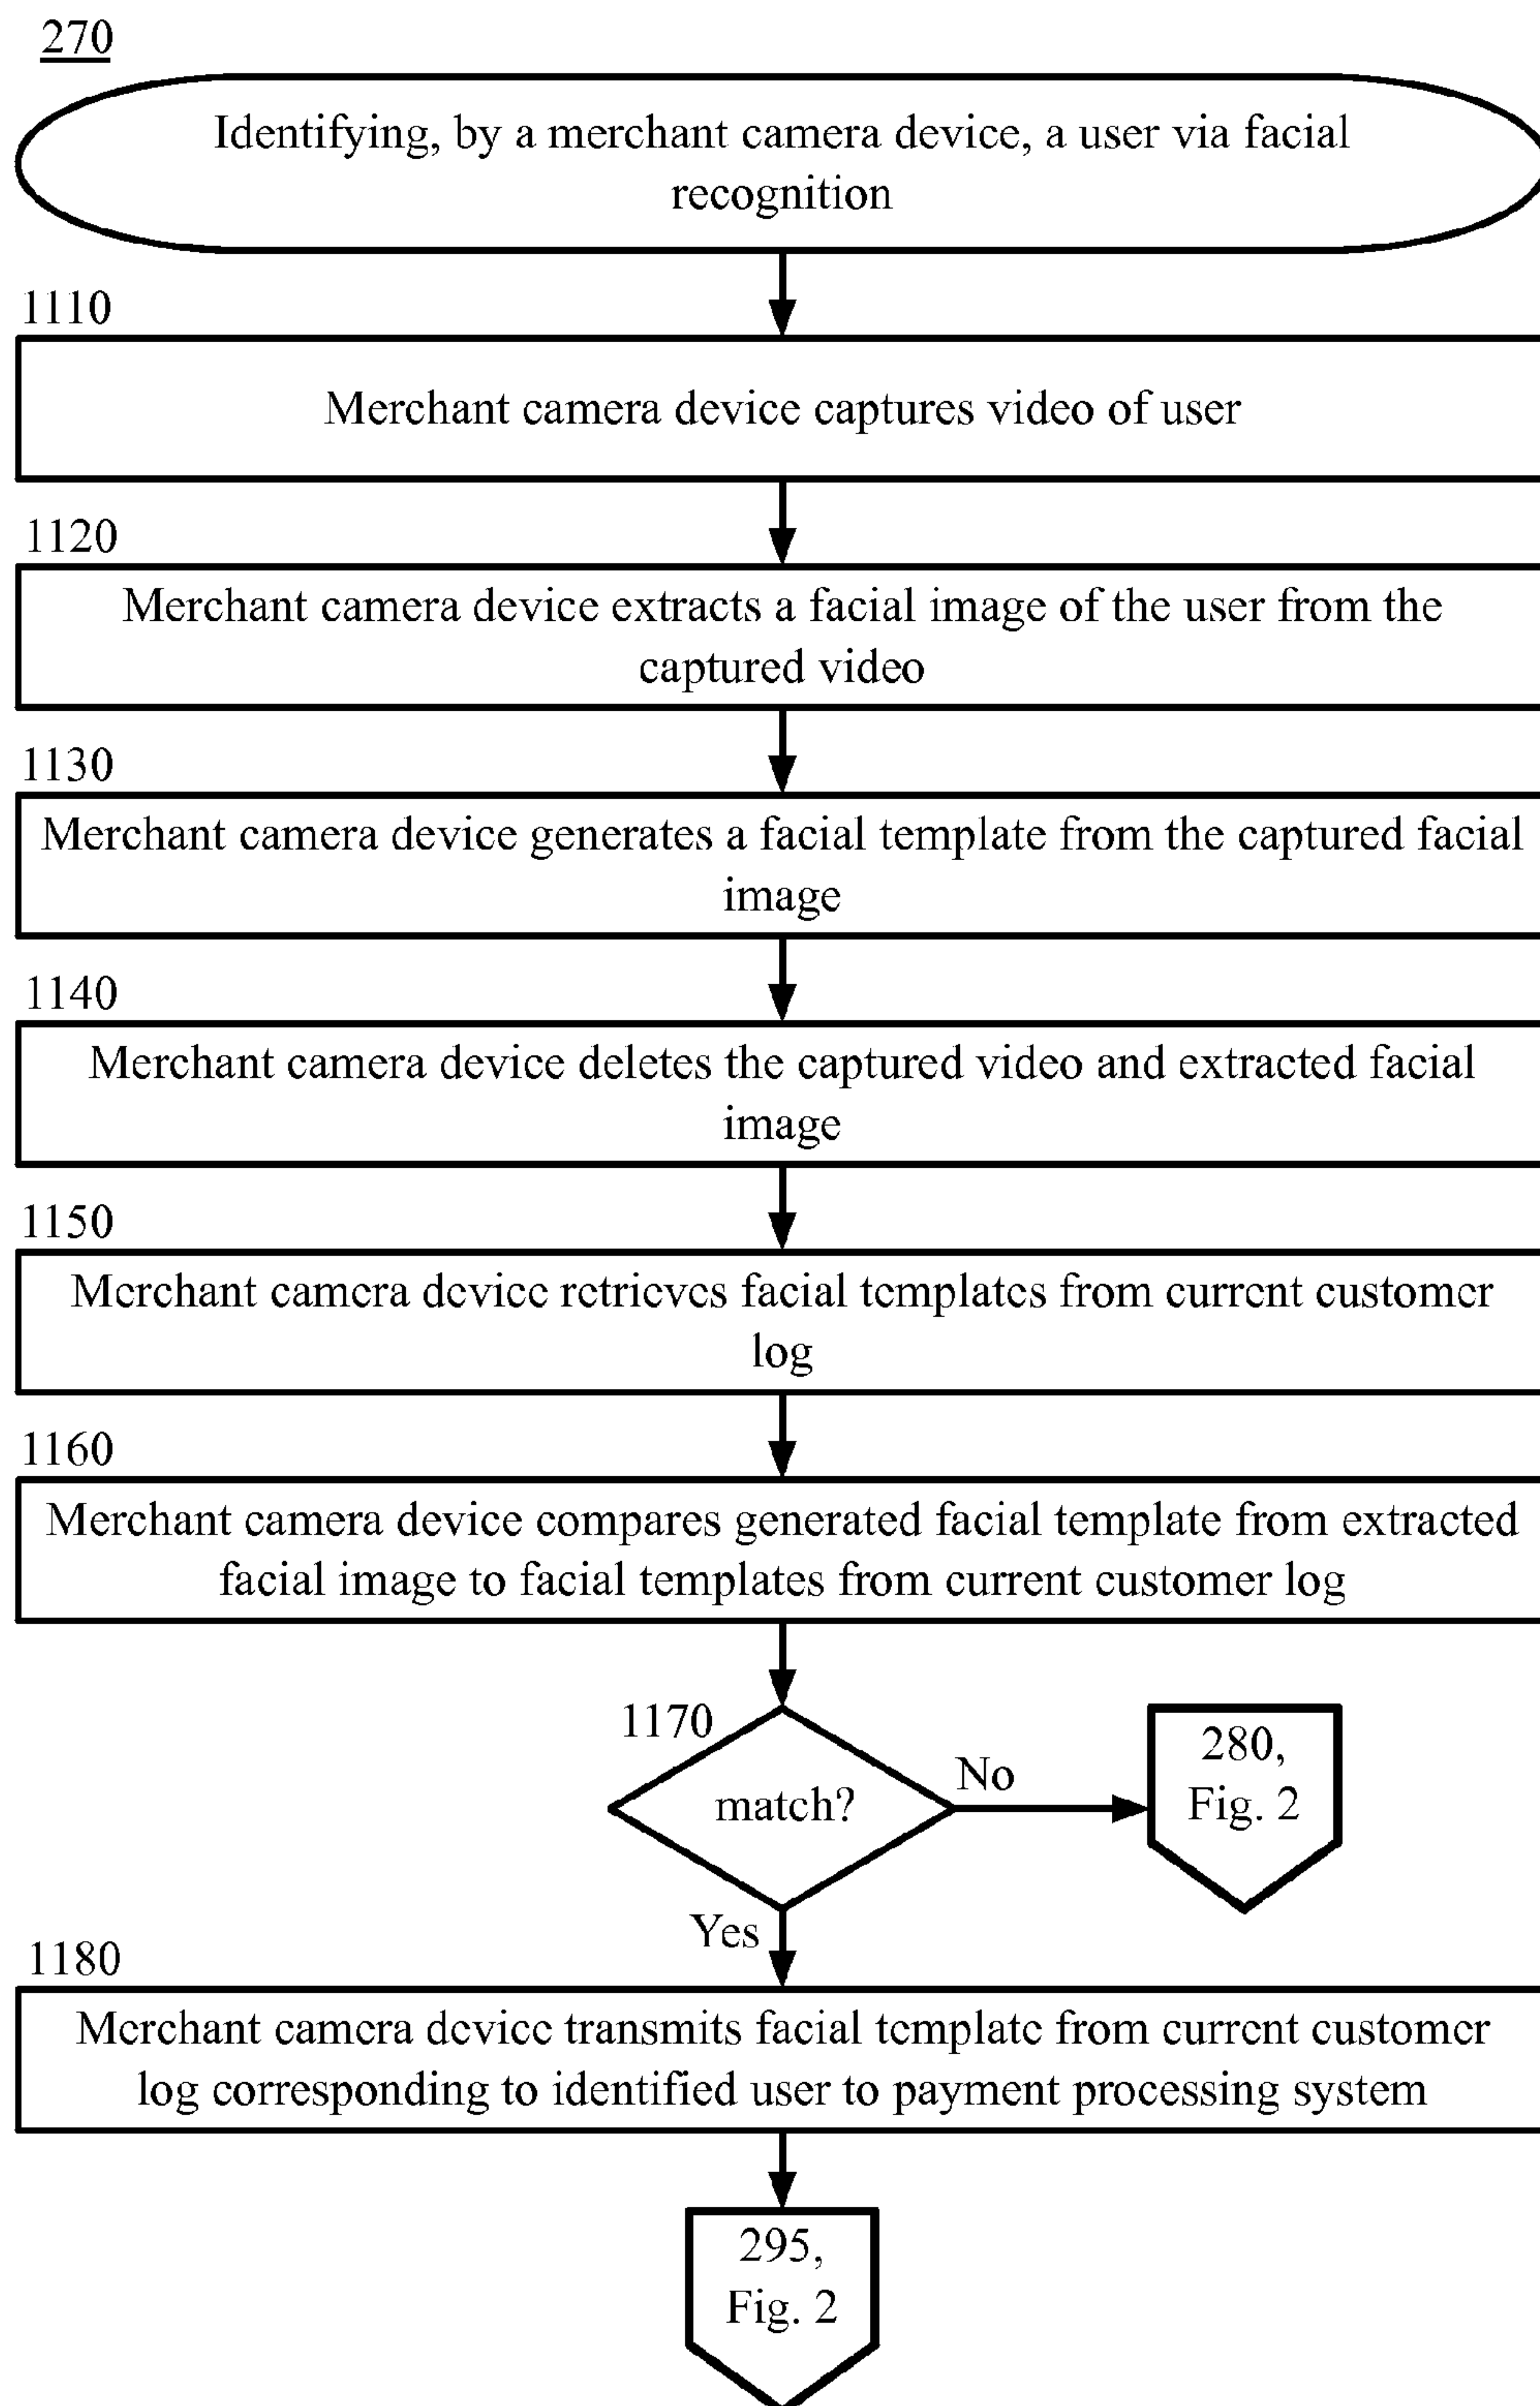 270
Identifying, by a merchant camera device, a user via facial
recognition
1110
Merchant camera device captures video of user
1120
Merchant camera device extracts a facial image of the user from the
captured video
1130
Merchant camera device generates a facial template from the captured facial
image
1140
Merchant camera device deletes the captured video and extracted facial
image
1150
Merchant camera device retrieves facial templates from current customer
log
1160
Merchant camera device compares generated facial template from extracted
facial image to facial templates from current customer log
1170
match?
No
280,
Fig. 2
Yes
1180
Merchant camera device transmits facial template from current customer
log corresponding to identified user to payment processing system
295,
Fig. 2